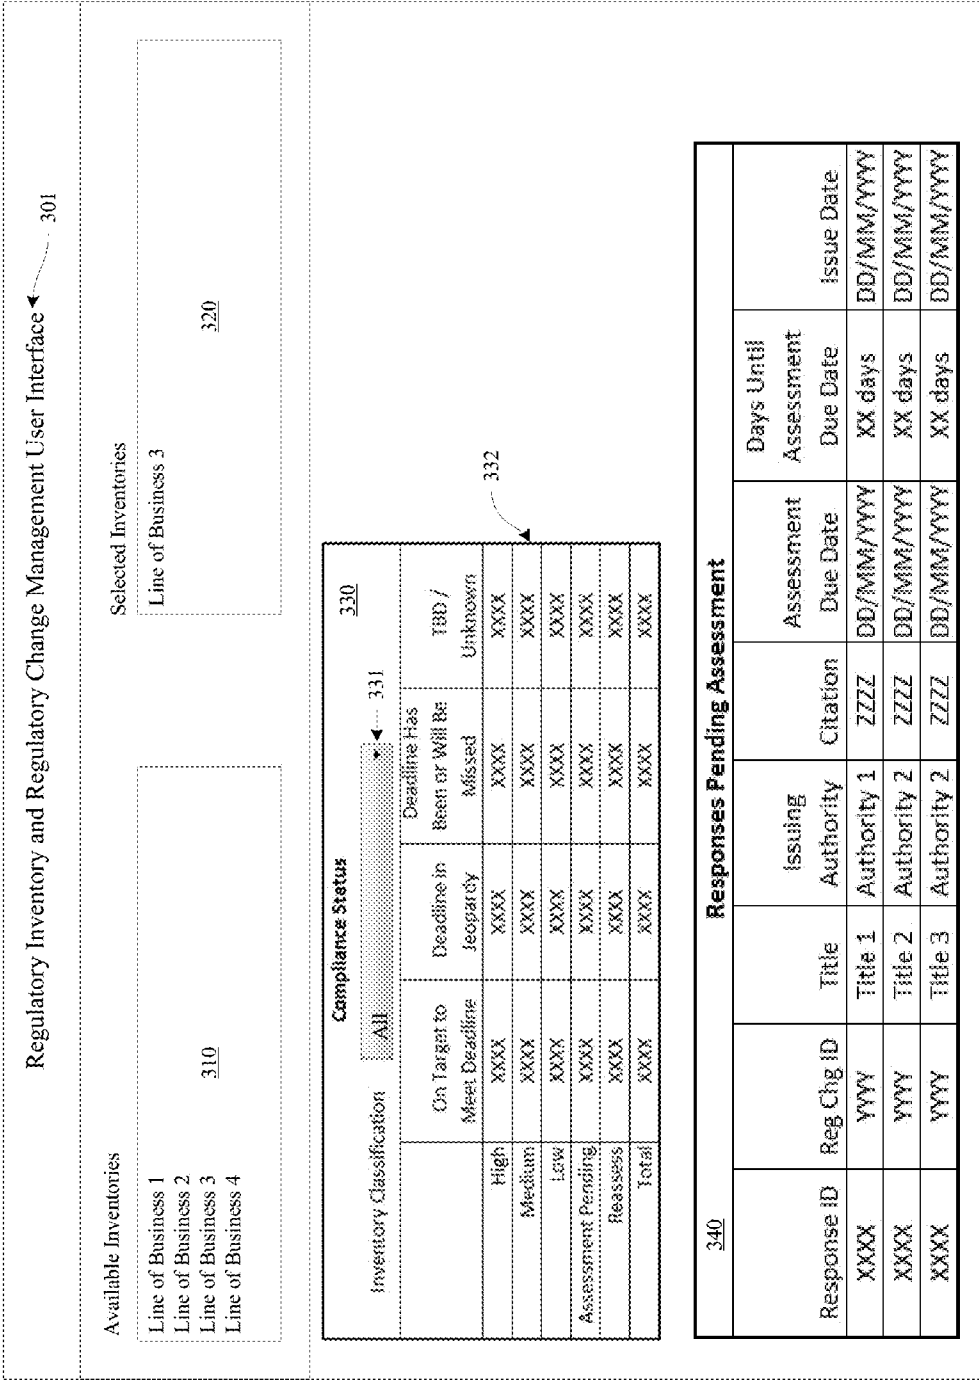 Regulatory Inventory and Regulatory Change Management User Interface 301
Available Inventories
Line of Business 1
Line of Business 2
Line of Business 3
Line of Business 4
310
Selected Inventories
Line of Business 3
320
Compliance Status
330
Inventory Classification All 331
On Target to Meet Deadline
Deadline in Jeopardy
Deadline Has Been or Will Be Missed
TBD / Unknown
332
High XXXX XXXX XXXX XXXX
Medium XXXX XXXX XXXX XXXX
Low XXXX XXXX XXXX XXXX
Assessment Pending XXXX XXXX XXXX XXXX
Reassess XXXX XXXX XXXX XXXX
Total XXXX XXXX XXXX XXXX
340
Responses Pending Assessment
Response ID
Reg Chg ID
Title
Issuing Authority
Citation
Assessment Due Date
Days Until Assessment Due Date
Issue Date
XXXX YYYY Title 1 Authority 1 ZZZZ DD/MM/YYYY XX days DD/MM/YYYY
XXXX YYYY Title 2 Authority 2 ZZZZ DD/MM/YYYY XX days DD/MM/YYYY
XXXX YYYY Title 3 Authority 2 ZZZZ DD/MM/YYYY XX days DD/MM/YYYY